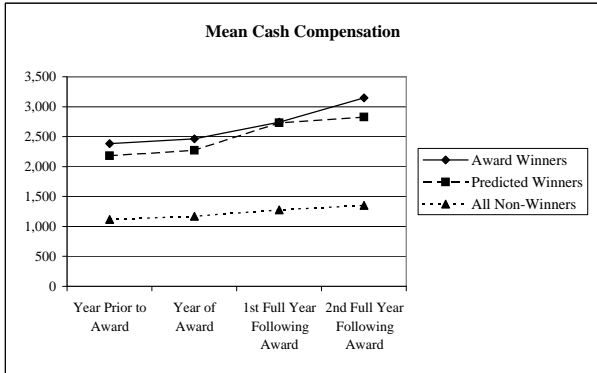 Mean Cash Compensation
3,500
3,000
2,500
2,000
1,500
1,000
500
0
Year Prior to
Award
Year of
Award
1st Full Year
Following
Award
2nd Full Year
Following
Award
Award Winners
Predicted Winners
All Non-Winners